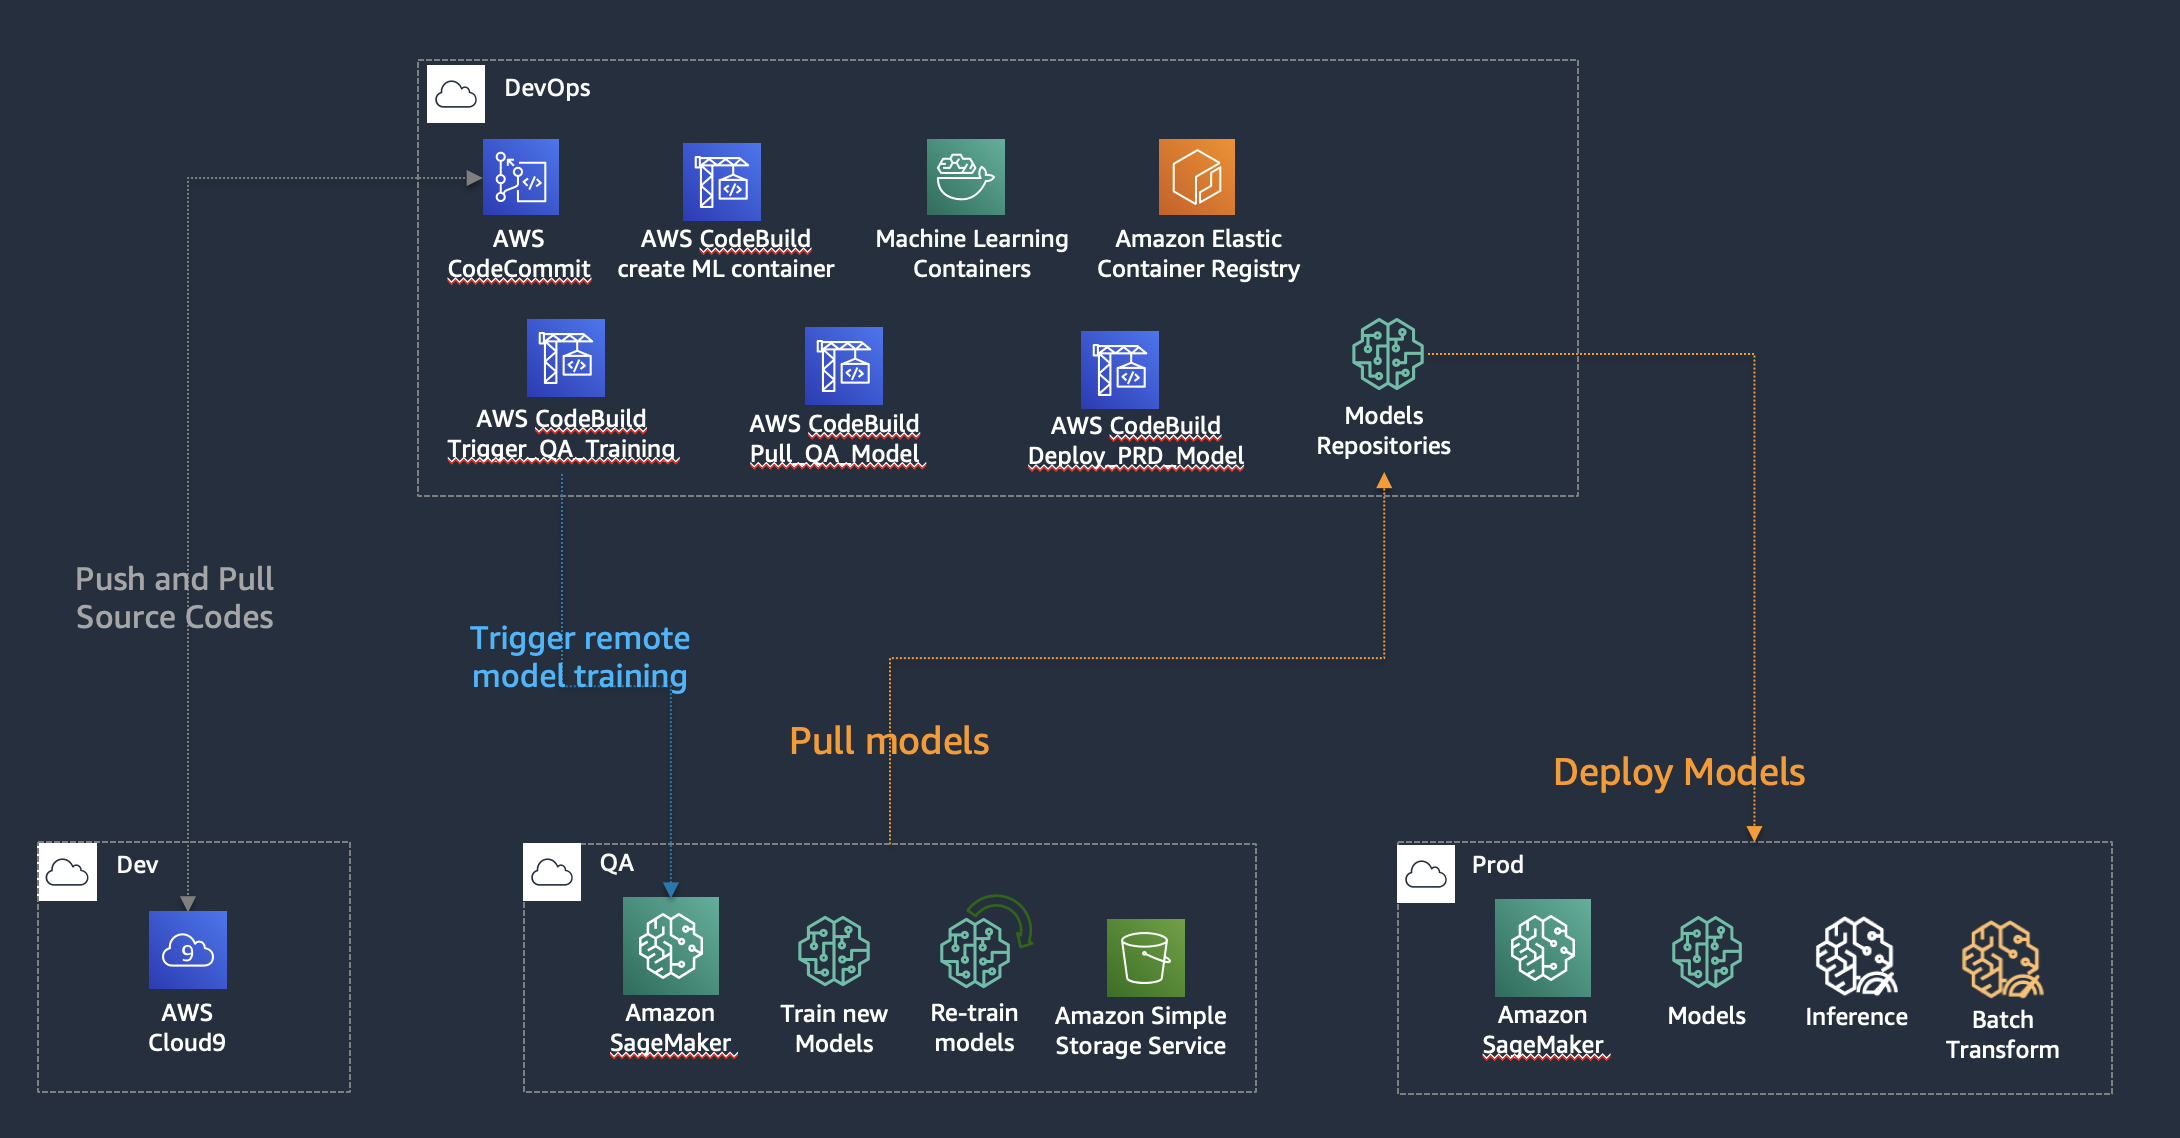 DevOps
AWS
CodeCommit
AWS CodeBuild
create ML container
Machine Learning
Containers
Amazon Elastic
Container Registry
AWS CodeBuild
Trigger_QA_Training
AWS CodeBuild
Pull_QA_Model
AWS CodeBuild
Deploy_PRD_Model
Models
Repositories
Push and Pull
Source Codes
Trigger remote
model training
Pull models
Deploy Models
Dev
9
AWS
Cloud9
QA
Amazon
SageMaker
Train new
Models
Re-train
models
Amazon Simple
Storage Service
Prod
Amazon
SageMaker
Models
Inference
Batch
Transform